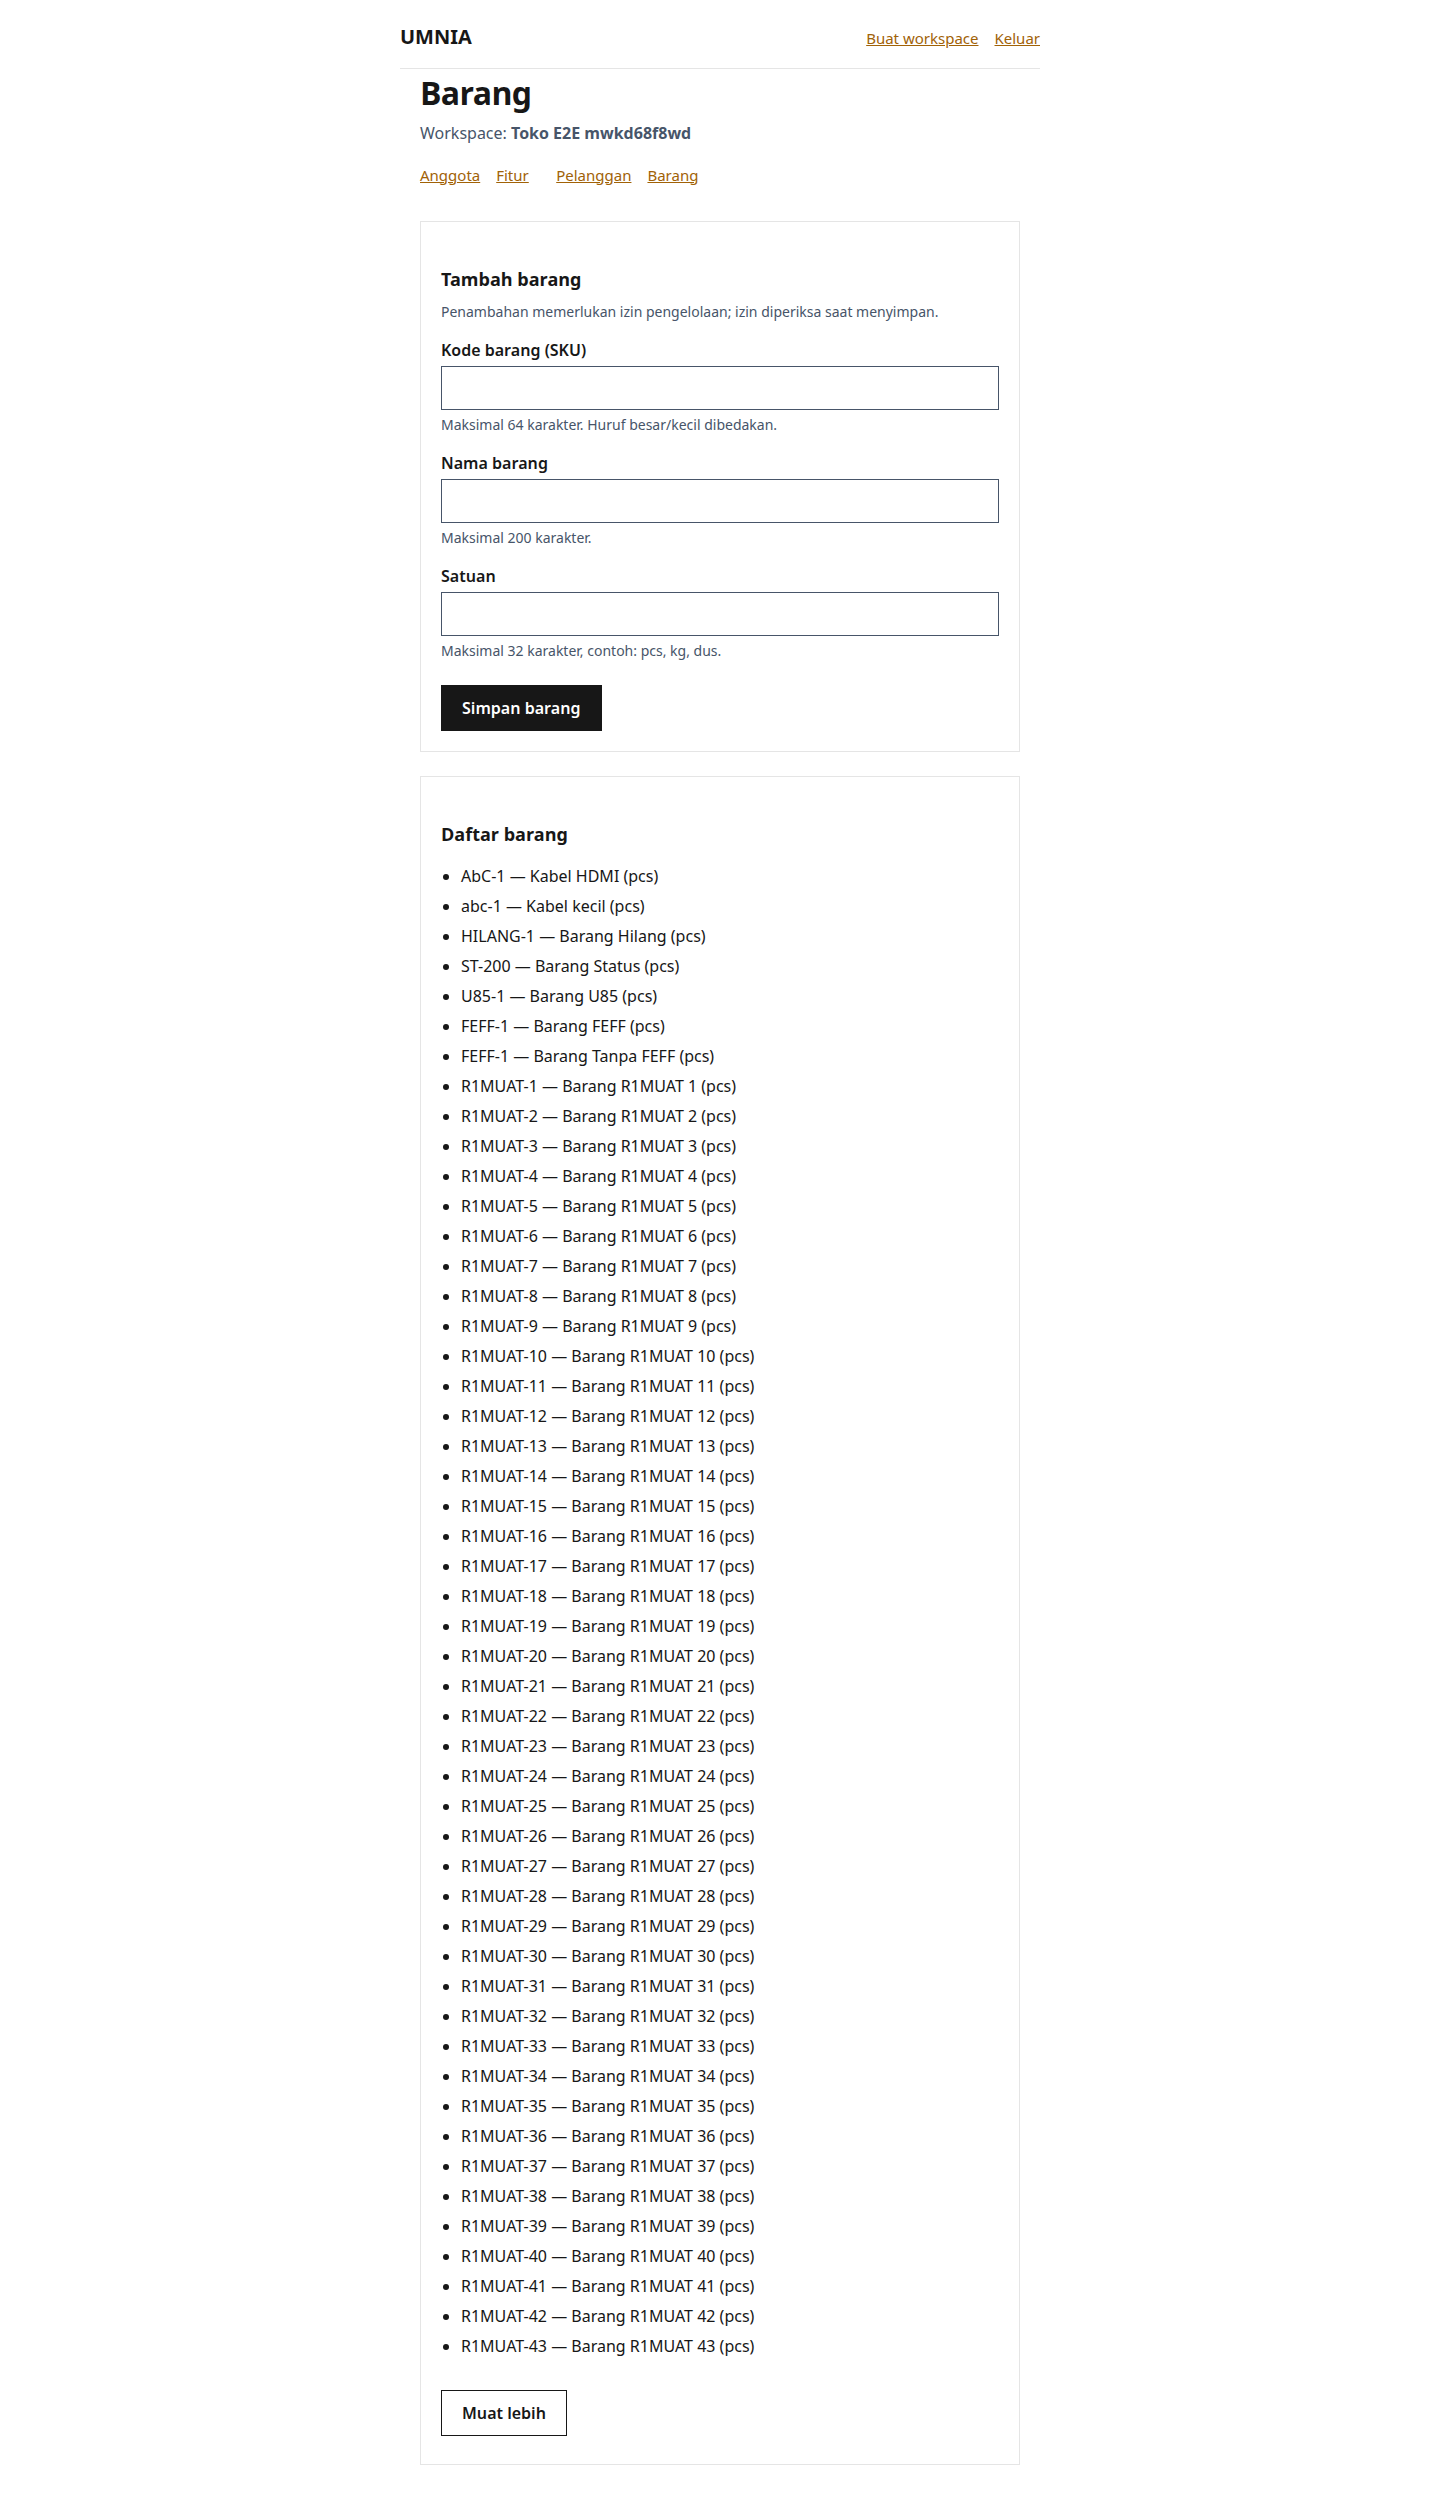 UMNIA
Buat workspace Keluar
Barang
Workspace: Toko E2E mwkd68f8wd
Anggota Fitur Pelanggan Barang
Tambah barang
Penambahan memerlukan izin pengelolaan; izin diperiksa saat menyimpan.
Kode barang (SKU)
Maksimal 64 karakter. Huruf besar/kecil dibedakan.
Nama barang
Maksimal 200 karakter.
Satuan
Maksimal 32 karakter, contoh: pcs, kg, dus.
Simpan barang
Daftar barang
AbC-1 — Kabel HDMI (pcs)
abc-1 — Kabel kecil (pcs)
HILANG-1 — Barang Hilang (pcs)
ST-200 — Barang Status (pcs)
U85-1 — Barang U85 (pcs)
FEFF-1 — Barang FEFF (pcs)
FEFF-1 — Barang Tanpa FEFF (pcs)
R1MUAT-1 — Barang R1MUAT 1 (pcs)
R1MUAT-2 — Barang R1MUAT 2 (pcs)
R1MUAT-3 — Barang R1MUAT 3 (pcs)
R1MUAT-4 — Barang R1MUAT 4 (pcs)
R1MUAT-5 — Barang R1MUAT 5 (pcs)
R1MUAT-6 — Barang R1MUAT 6 (pcs)
R1MUAT-7 — Barang R1MUAT 7 (pcs)
R1MUAT-8 — Barang R1MUAT 8 (pcs)
R1MUAT-9 — Barang R1MUAT 9 (pcs)
R1MUAT-10 — Barang R1MUAT 10 (pcs)
R1MUAT-11 — Barang R1MUAT 11 (pcs)
R1MUAT-12 — Barang R1MUAT 12 (pcs)
R1MUAT-13 — Barang R1MUAT 13 (pcs)
R1MUAT-14 — Barang R1MUAT 14 (pcs)
R1MUAT-15 — Barang R1MUAT 15 (pcs)
R1MUAT-16 — Barang R1MUAT 16 (pcs)
R1MUAT-17 — Barang R1MUAT 17 (pcs)
R1MUAT-18 — Barang R1MUAT 18 (pcs)
R1MUAT-19 — Barang R1MUAT 19 (pcs)
R1MUAT-20 — Barang R1MUAT 20 (pcs)
R1MUAT-21 — Barang R1MUAT 21 (pcs)
R1MUAT-22 — Barang R1MUAT 22 (pcs)
R1MUAT-23 — Barang R1MUAT 23 (pcs)
R1MUAT-24 — Barang R1MUAT 24 (pcs)
R1MUAT-25 — Barang R1MUAT 25 (pcs)
R1MUAT-26 — Barang R1MUAT 26 (pcs)
R1MUAT-27 — Barang R1MUAT 27 (pcs)
R1MUAT-28 — Barang R1MUAT 28 (pcs)
R1MUAT-29 — Barang R1MUAT 29 (pcs)
R1MUAT-30 — Barang R1MUAT 30 (pcs)
R1MUAT-31 — Barang R1MUAT 31 (pcs)
R1MUAT-32 — Barang R1MUAT 32 (pcs)
R1MUAT-33 — Barang R1MUAT 33 (pcs)
R1MUAT-34 — Barang R1MUAT 34 (pcs)
R1MUAT-35 — Barang R1MUAT 35 (pcs)
R1MUAT-36 — Barang R1MUAT 36 (pcs)
R1MUAT-37 — Barang R1MUAT 37 (pcs)
R1MUAT-38 — Barang R1MUAT 38 (pcs)
R1MUAT-39 — Barang R1MUAT 39 (pcs)
R1MUAT-40 — Barang R1MUAT 40 (pcs)
R1MUAT-41 — Barang R1MUAT 41 (pcs)
R1MUAT-42 — Barang R1MUAT 42 (pcs)
R1MUAT-43 — Barang R1MUAT 43 (pcs)
Muat lebih